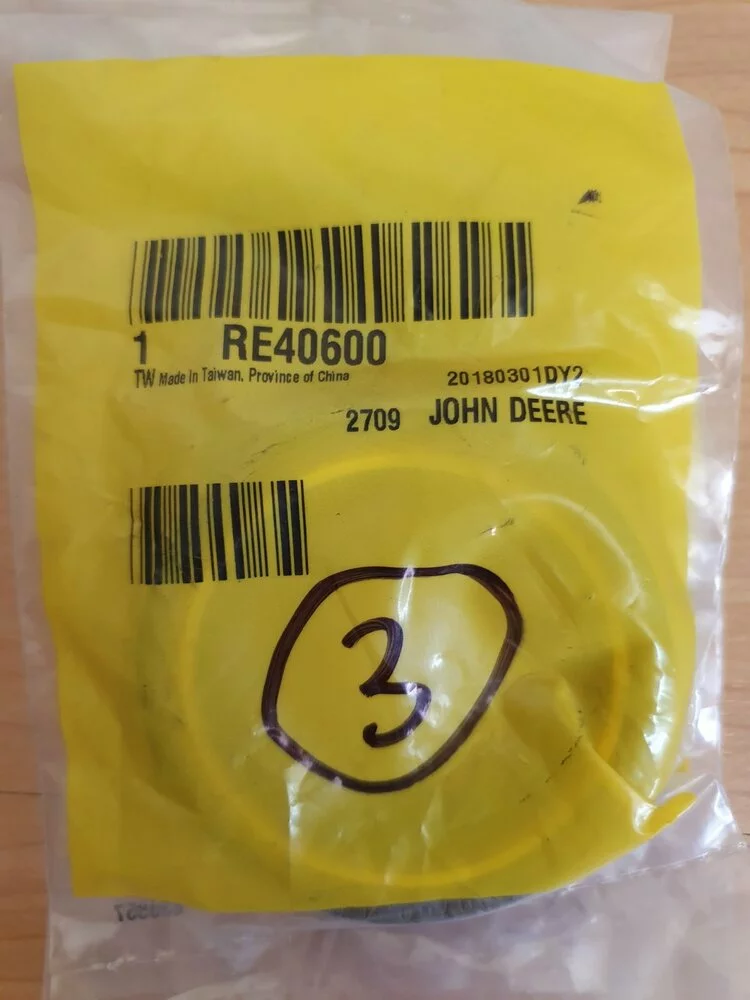 1 RE40600
TW Made In Taiwan, Province of China 20180301DY2
2709 JOHN DEERE
3